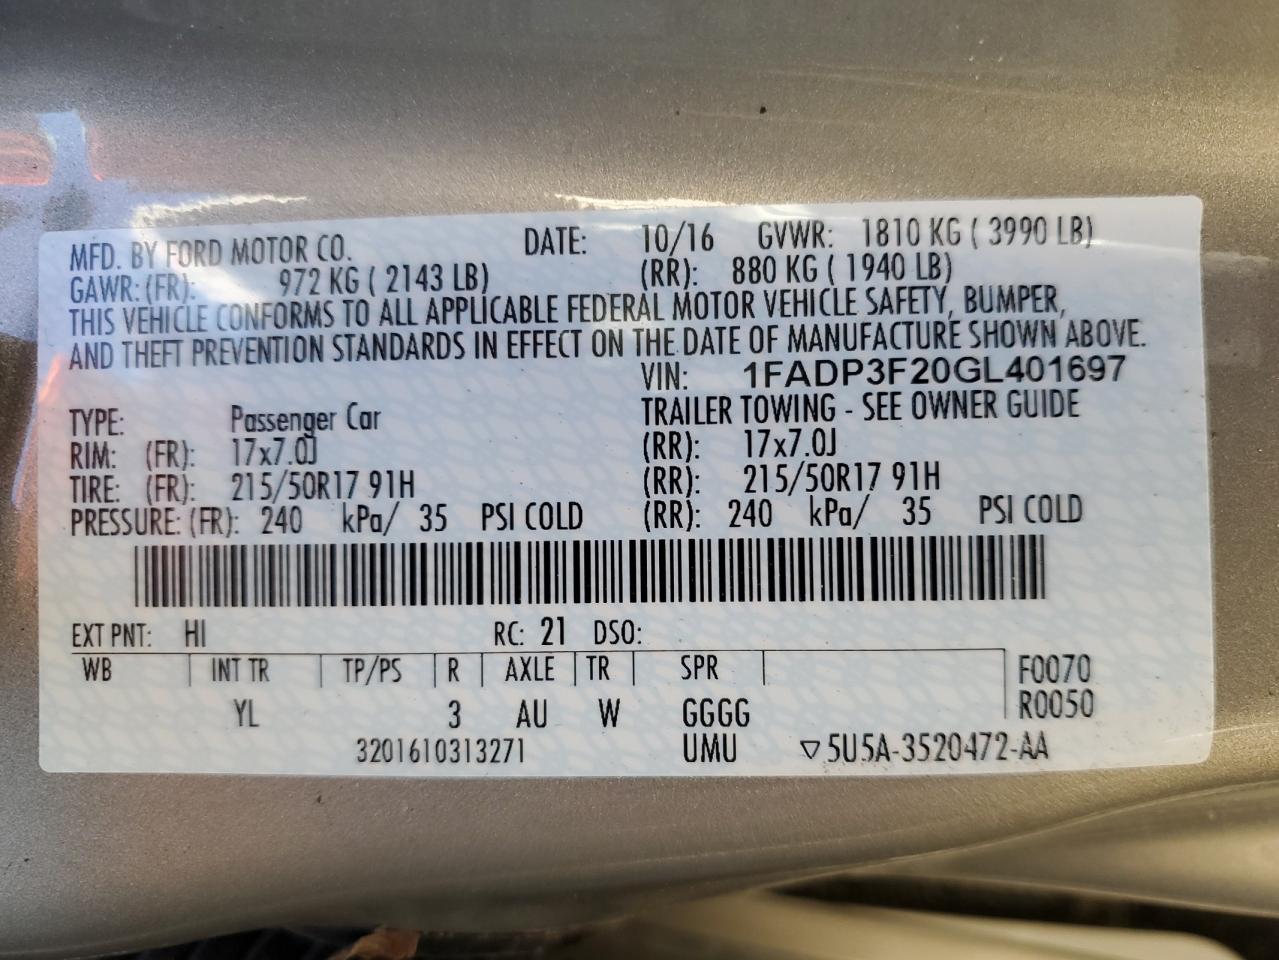 MFD. BY FORD MOTOR CO. DATE: 10/16 GVWR: 1810 KG ( 3990 LB)
GAWR: (FR): 972 KG ( 2143 LB) (RR): 880 KG ( 1940 LB)
THIS VEHICLE CONFORMS TO ALL APPLICABLE FEDERAL MOTOR VEHICLE SAFETY, BUMPER,
AND THEFT PREVENTION STANDARDS IN EFFECT ON THE DATE OF MANUFACTURE SHOWN ABOVE.
VIN: 1FADP3F20GL401697
TYPE: Passenger Car TRAILER TOWING - SEE OWNER GUIDE
RIM: (FR): 17x7.0J (RR): 17x7.0J
TIRE: (FR): 215/50R17 91H (RR): 215/50R17 91H
PRESSURE: (FR): 240 kPa/ 35 PSI COLD (RR): 240 kPa/ 35 PSI COLD
EXT PNT: HI RC: 21 DSO:
WB INT TR TP/PS R AXLE TR SPR F0070
YL 3 AU W GGGG R0050
3201610313271 UMU ▽5U5A-3520472-AA